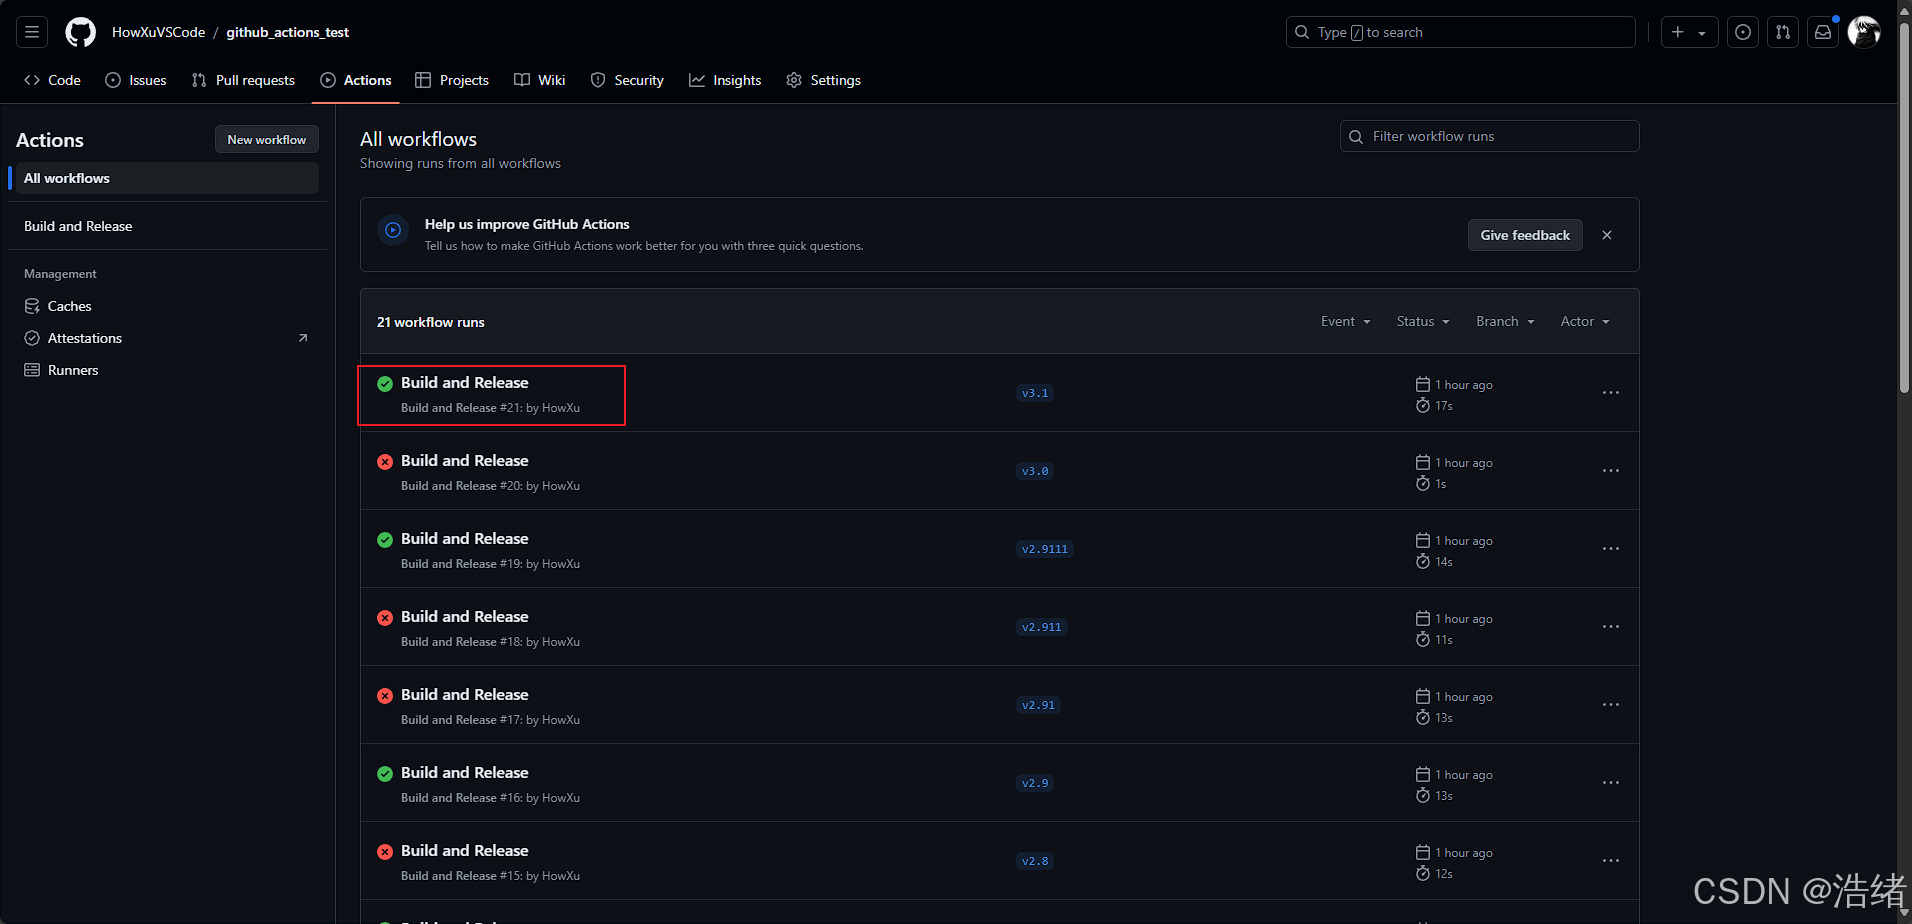 HowXuVSCode / github_actions_test
Type / to search
Code Issues Pull requests Actions Projects Wiki Security Insights Settings
Actions
New workflow
All workflows
Build and Release
Management
Caches
Attestations
Runners
All workflows
Showing runs from all workflows
Filter workflow runs
Help us improve GitHub Actions
Tell us how to make GitHub Actions work better for you with three quick questions.
Give feedback
21 workflow runs
Event Status Branch Actor
Build and Release
Build and Release #21: by HowXu
v3.1
1 hour ago
17s
Build and Release
Build and Release #20: by HowXu
v3.0
1 hour ago
1s
Build and Release
Build and Release #19: by HowXu
v2.9111
1 hour ago
14s
Build and Release
Build and Release #18: by HowXu
v2.911
1 hour ago
11s
Build and Release
Build and Release #17: by HowXu
v2.91
1 hour ago
13s
Build and Release
Build and Release #16: by HowXu
v2.9
1 hour ago
13s
Build and Release
Build and Release #15: by HowXu
v2.8
1 hour ago
12s
CSDN @浩绪